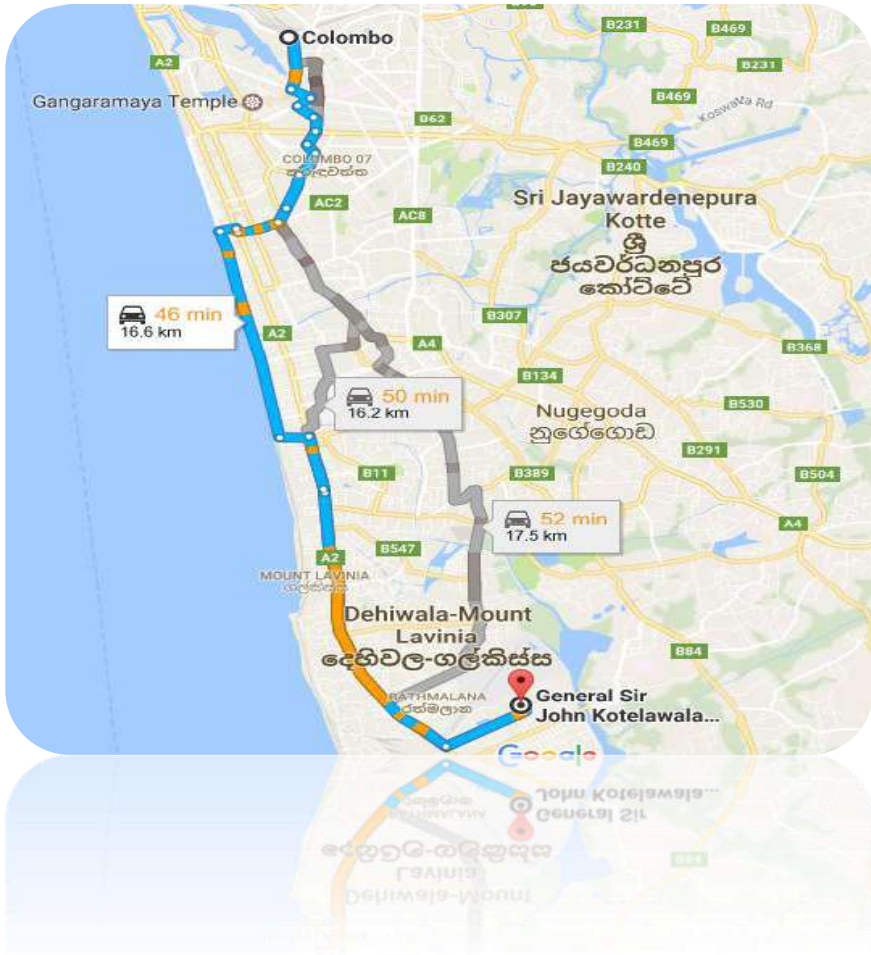 B231
B469
Colombo
A2
B231
Gangaramaya Temple
B469
Koswatta Rd
B62
B469
COLOMBO 07
B240
Sri Jayawardenepura
Kotte
ශ්‍රී
ජයවර්ධනපුර
කෝට්ටේ
AC2
AC8
46 min
16.6 km
B307
A2
A4
B368
B134
50 min
16.2 km
B530
Nugegoda
නුගේගොඩ
B291
B11
B389
B504
52 min
17.5 km
A4
B547
A2
MOUNT LAVINIA
ගල්කිස්ස
Dehiwala-Mount
Lavinia
දෙහිවල-ගල්කිස්ස
B84
RATHMALANA
රත්මලාන
General Sir
John Kotelawala...
Google